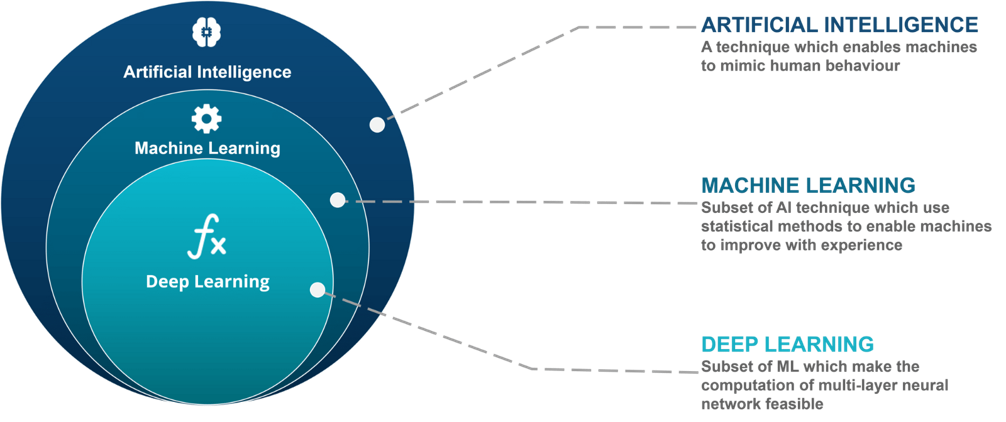 Artificial Intelligence
Machine Learning
fx
Deep Learning
ARTIFICIAL INTELLIGENCE
A technique which enables machines
to mimic human behaviour
MACHINE LEARNING
Subset of AI technique which use
statistical methods to enable machines
to improve with experience
DEEP LEARNING
Subset of ML which make the
computation of multi-layer neural
network feasible